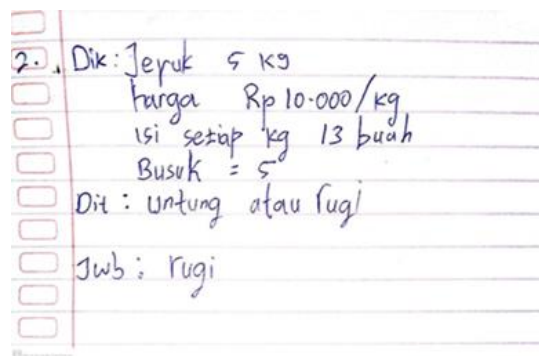 2. Dik: Jeruk 5 kg
harga Rp 10.000/kg
isi setiap kg 13 buah
Busuk = 5
Dit : untung atau rugi
Jwb : rugi